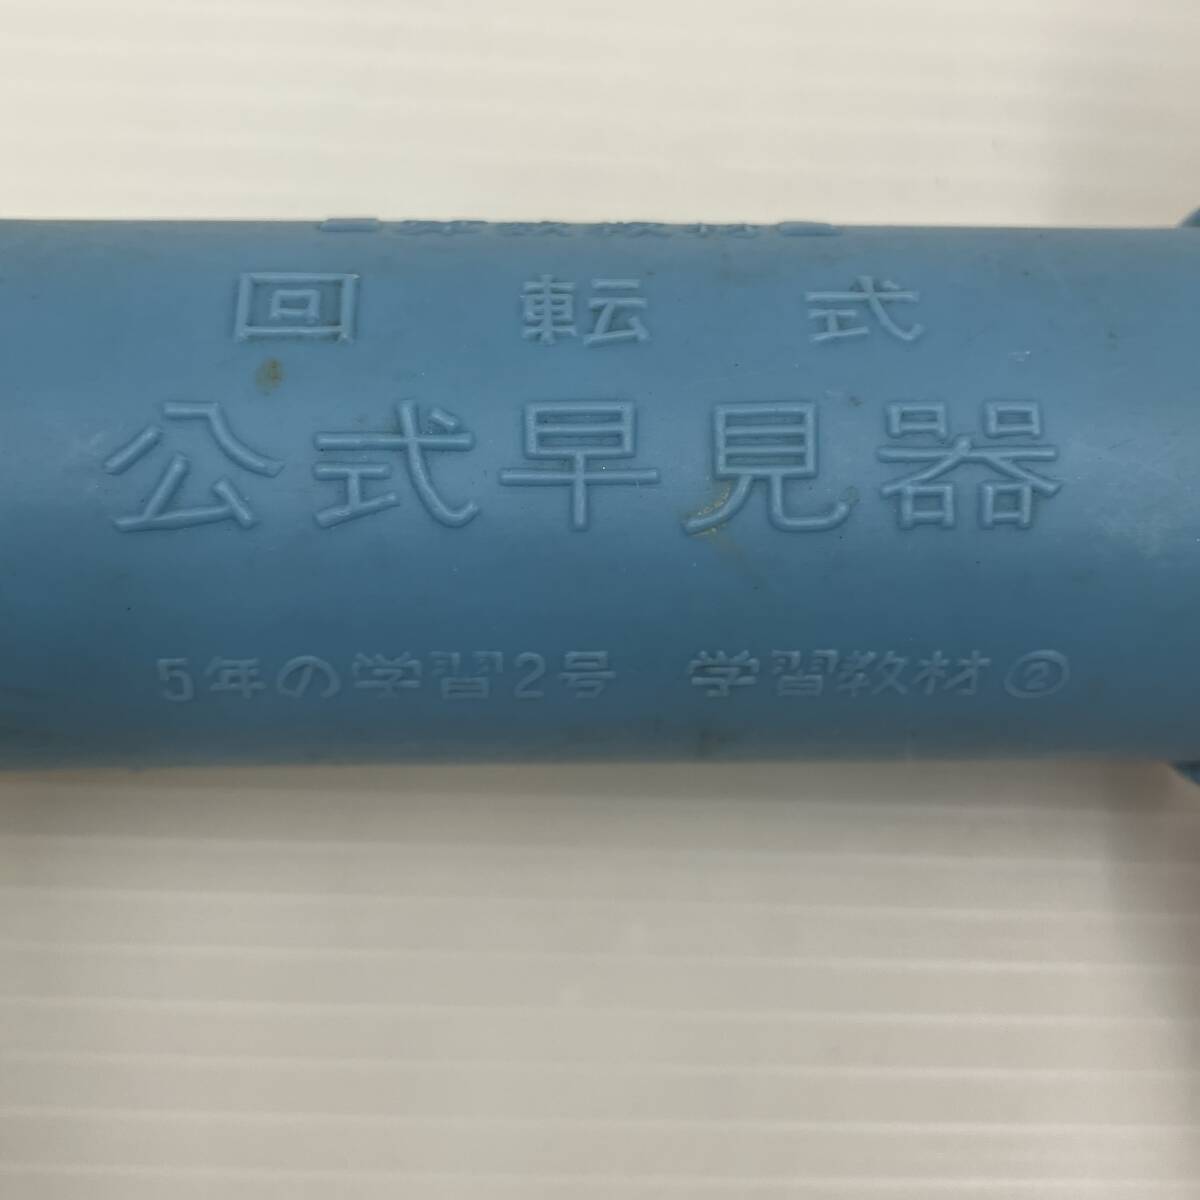 回転式
公式早見器
5年の学習2号 学習教材②